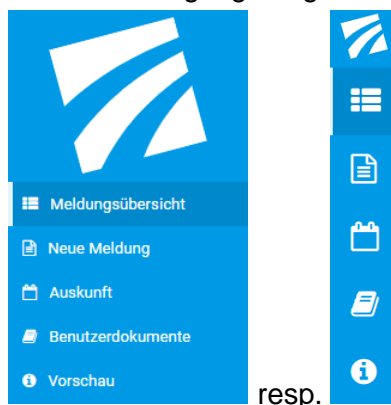 Meldungsübersicht
Neue Meldung
Auskunft
Benutzerdokumente
Vorschau
resp.